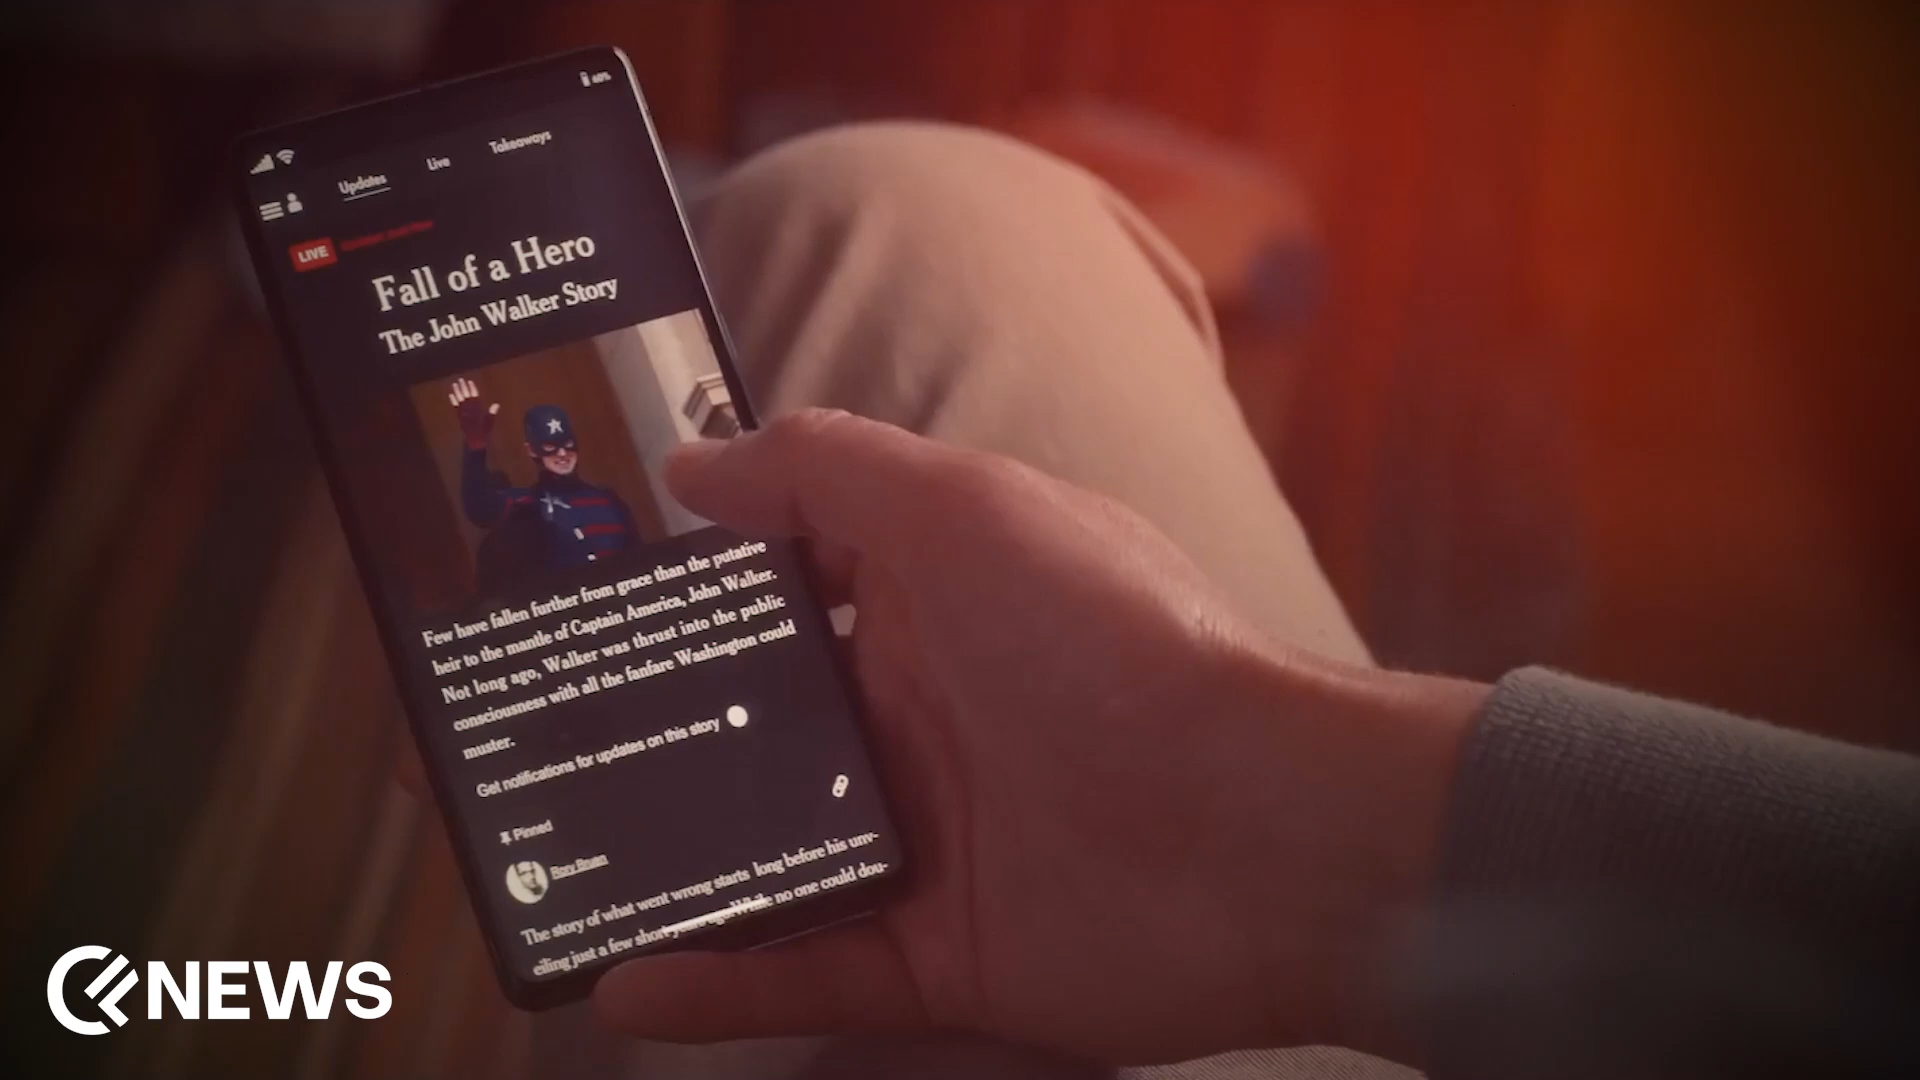 60%
Updates Live Takeaways
LIVE
Fall of a Hero
The John Walker Story
Few have fallen further from grace than the putative
heir to the mantle of Captain America, John Walker.
Not long ago, Walker was thrust into the public
consciousness with all the fanfare Washington could
muster.
Get notifications for updates on this story
Pinned
The story of what went wrong starts long before his unv-
eiling just a few short no one could dou-
NEWS